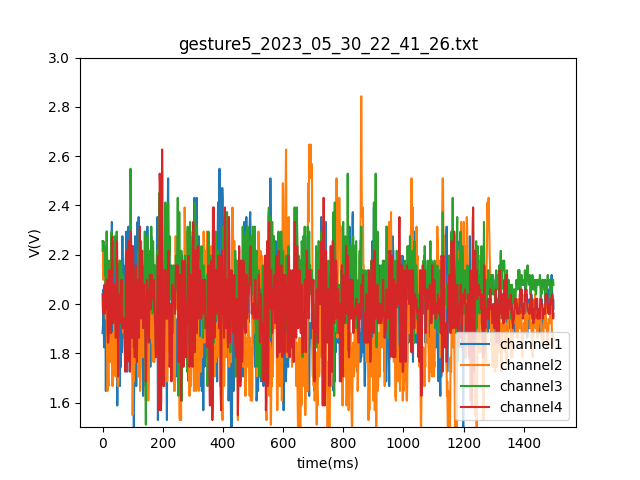 gesture5_2023_05_30_22_41_26.txt
3.0
2.8
2.6
2.4
2.2
2.0
1.8
1.6
V(V)
0 200 400 600 800 1000 1200 1400
time(ms)
channel1
channel2
channel3
channel4